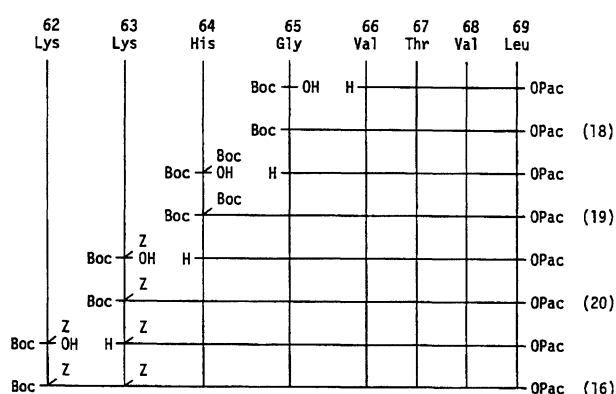 62 63 64 65 66 67 68 69
Lys Lys His Gly Val Thr Val Leu
Boc OH H OPac
Boc OPac (18)
Boc
Boc OH H OPac
Boc
Boc OPac (19)
Z
Boc OH H OPac
Z
Boc OPac (20)
Z Z
Boc OH H OPac
Z Z
Boc OPac (16)